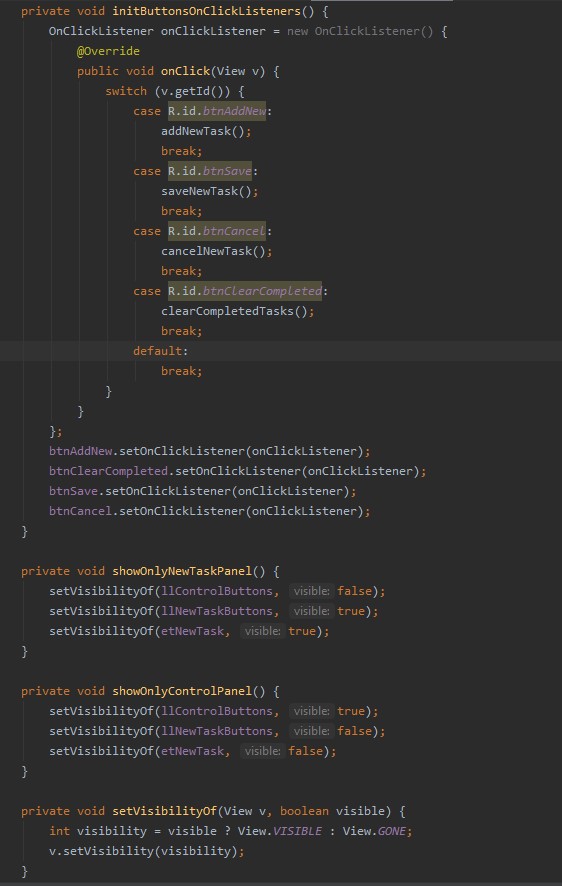 private void initButtonsOnClickListeners() {
OnClickListener onClickListener = new OnClickListener() {
@Override
public void onClick(View v) {
switch (v.getId()) {
case R.id.btnAddNew:
addNewTask();
break;
case R.id.btnSave:
saveNewTask();
break;
case R.id.btnCancel:
cancelNewTask();
break;
case R.id.btnClearCompleted:
clearCompletedTasks();
break;
default:
break;
}
}
};
btnAddNew.setOnClickListener(onClickListener);
btnClearCompleted.setOnClickListener(onClickListener);
btnSave.setOnClickListener(onClickListener);
btnCancel.setOnClickListener(onClickListener);
}
private void showOnlyNewTaskPanel() {
setVisibilityOf(llControlButtons, visible: false);
setVisibilityOf(llNewTaskButtons, visible: true);
setVisibilityOf(etNewTask, visible: true);
}
private void showOnlyControlPanel() {
setVisibilityOf(llControlButtons, visible: true);
setVisibilityOf(llNewTaskButtons, visible: false);
setVisibilityOf(etNewTask, visible: false);
}
private void setVisibilityOf(View v, boolean visible) {
int visibility = visible ? View.VISIBLE : View.GONE;
v.setVisibility(visibility);
}